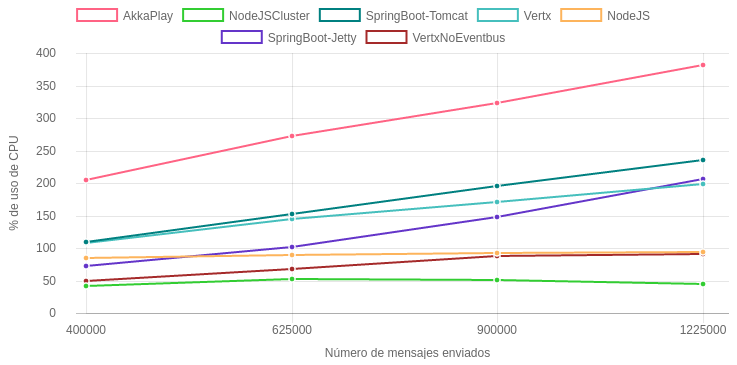 AkkaPlay NodeJSCluster SpringBoot-Tomcat Vertx NodeJS
SpringBoot-Jetty VertxNoEventbus
400
350
300
250
200
150
100
50
0
% de uso de CPU
400000 625000 900000 1225000
Número de mensajes enviados